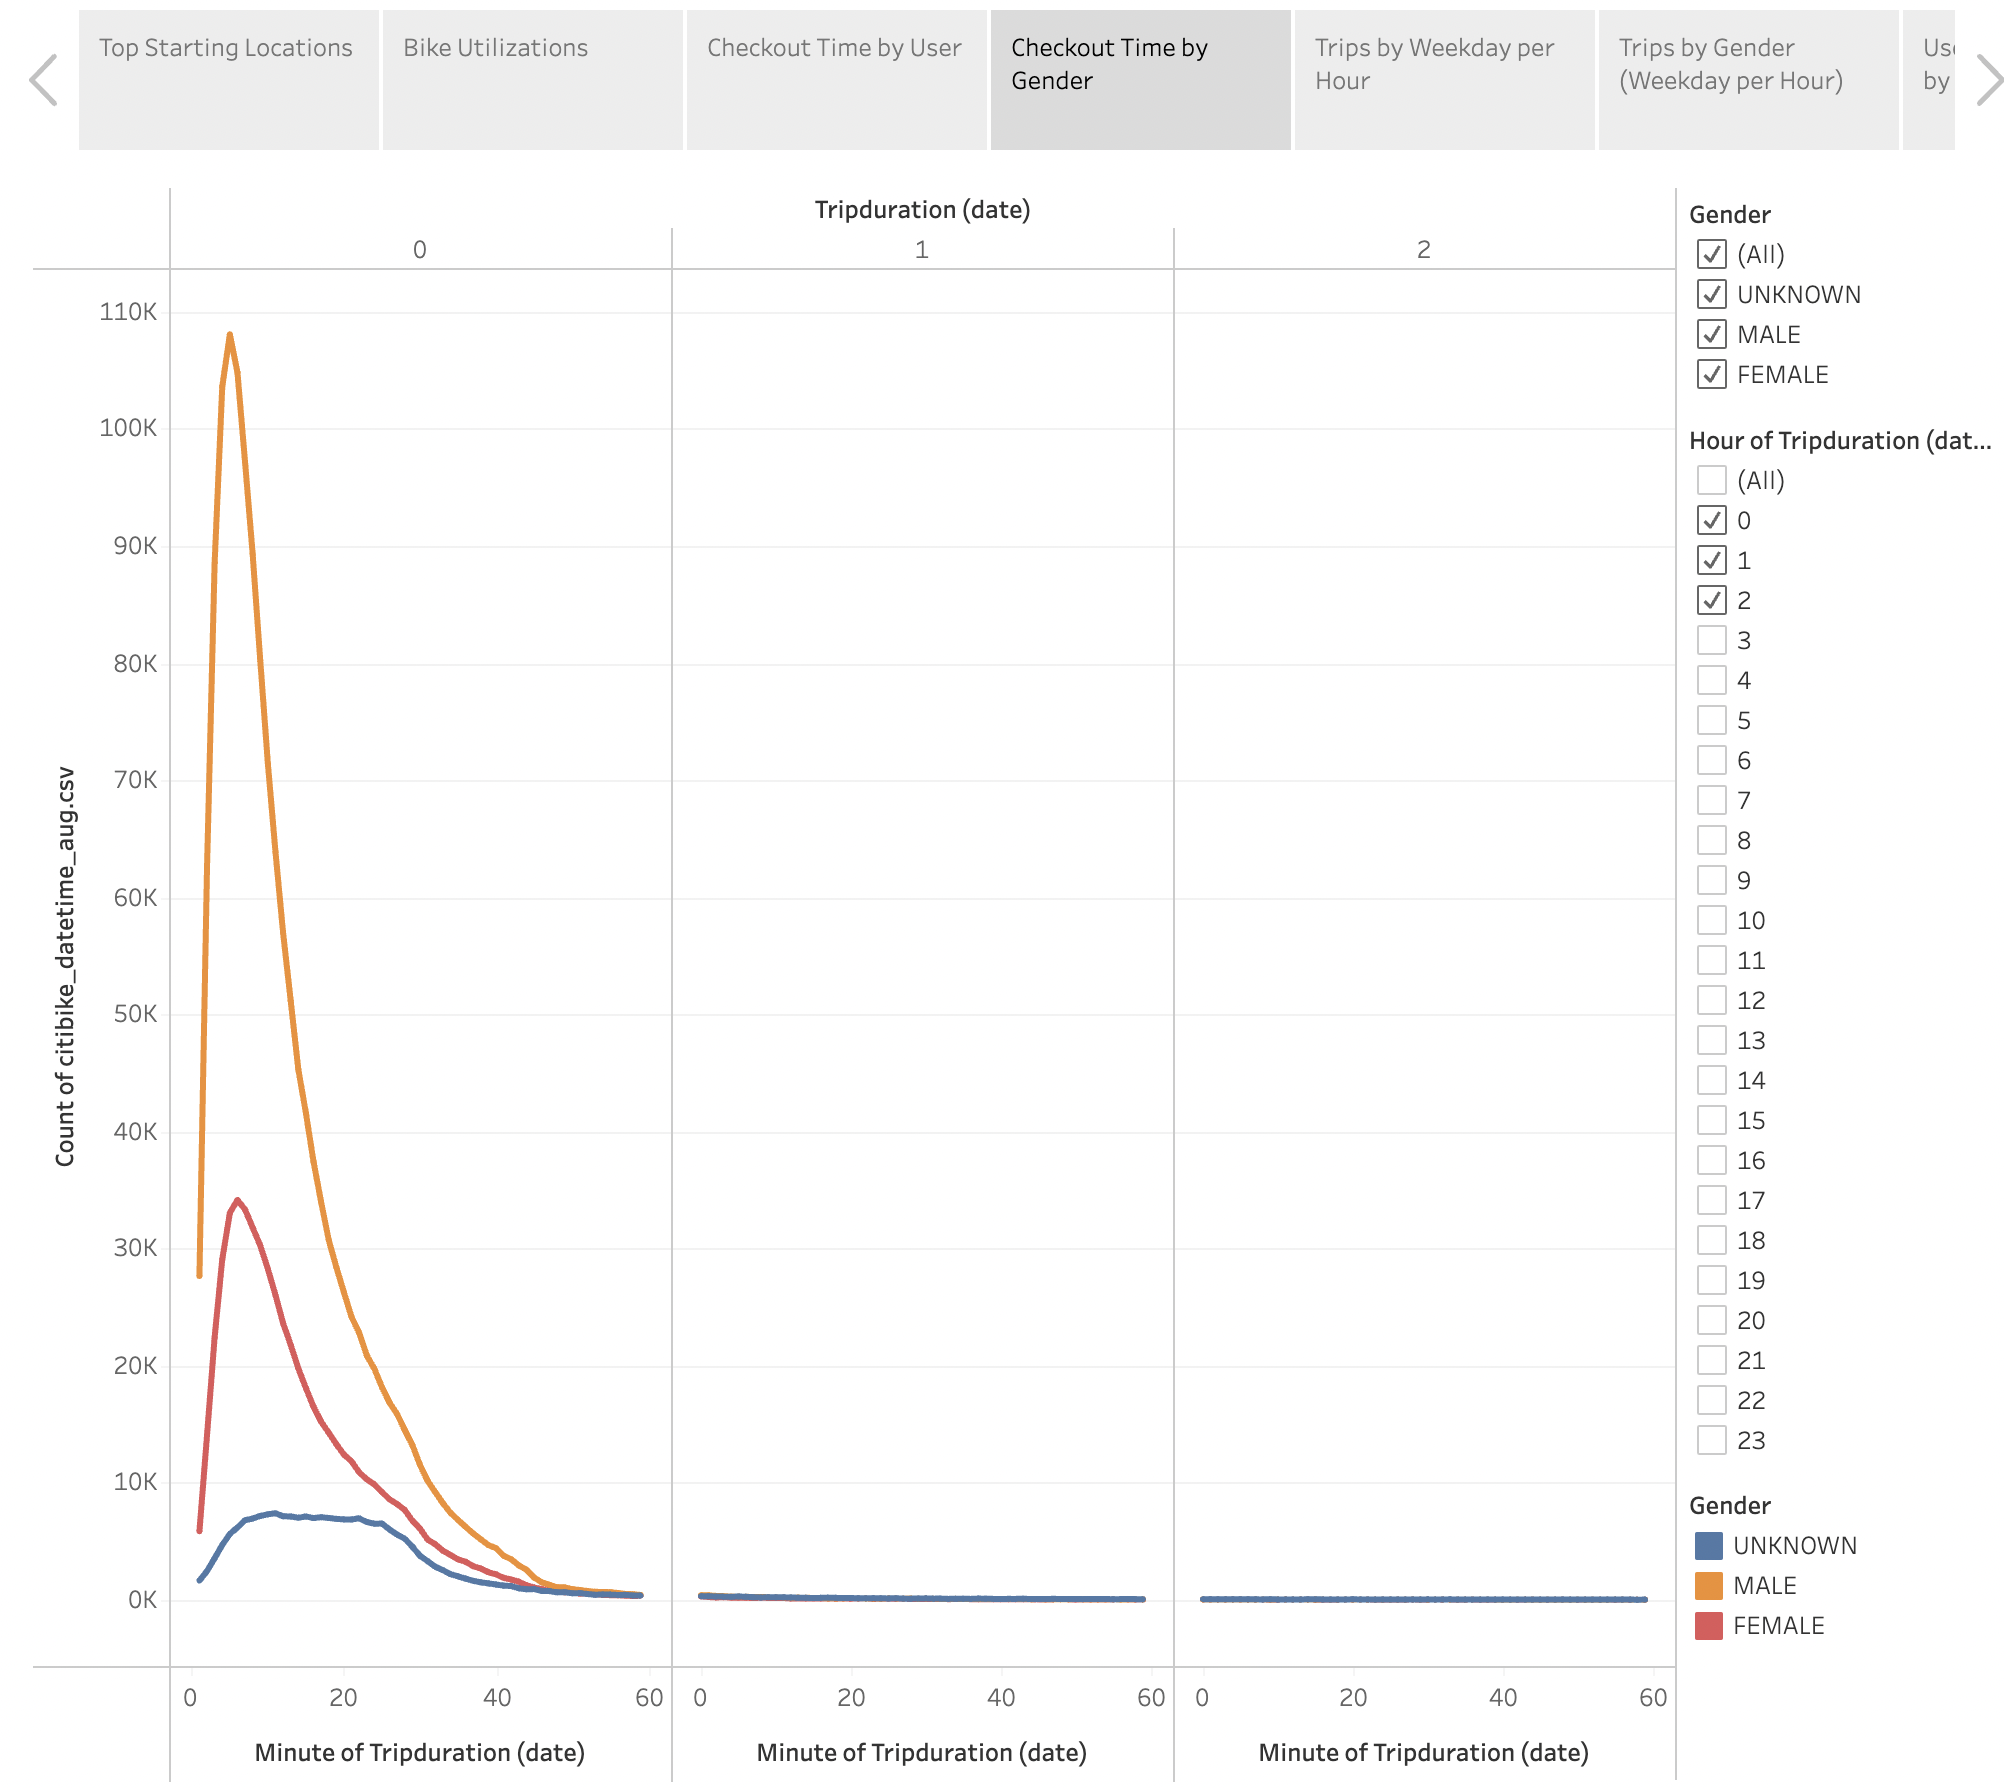 Top Starting Locations
Bike Utilizations
Checkout Time by User
Checkout Time by
Gender
Trips by Weekday per
Hour
Trips by Gender
(Weekday per Hour)
by
Tripduration (date)
0
1
2
110K
100K
90K
80K
70K
60K
50K
40K
30K
20K
10K
0K
Count of citibike_datetime_aug.csv
0
20
40
60
0
20
40
60
0
20
40
60
Minute of Tripduration (date)
Minute of Tripduration (date)
Minute of Tripduration (date)
Gender
(All)
UNKNOWN
MALE
FEMALE
Hour of Tripduration (dat...
(All)
0
1
2
3
4
5
6
7
8
9
10
11
12
13
14
15
16
17
18
19
20
21
22
23
Gender
UNKNOWN
MALE
FEMALE